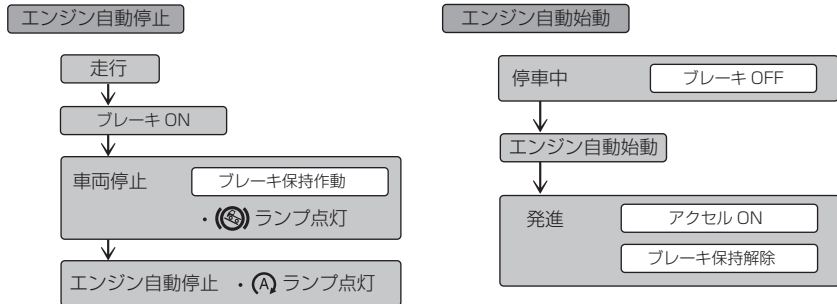 エンジン自動停止
走行
ブレーキ ON
車両停止 ブレーキ保持作動
・ ランプ点灯
エンジン自動停止 ・ A ランプ点灯
エンジン自動始動
停車中 ブレーキ OFF
エンジン自動始動
発進 アクセル ON
ブレーキ保持解除